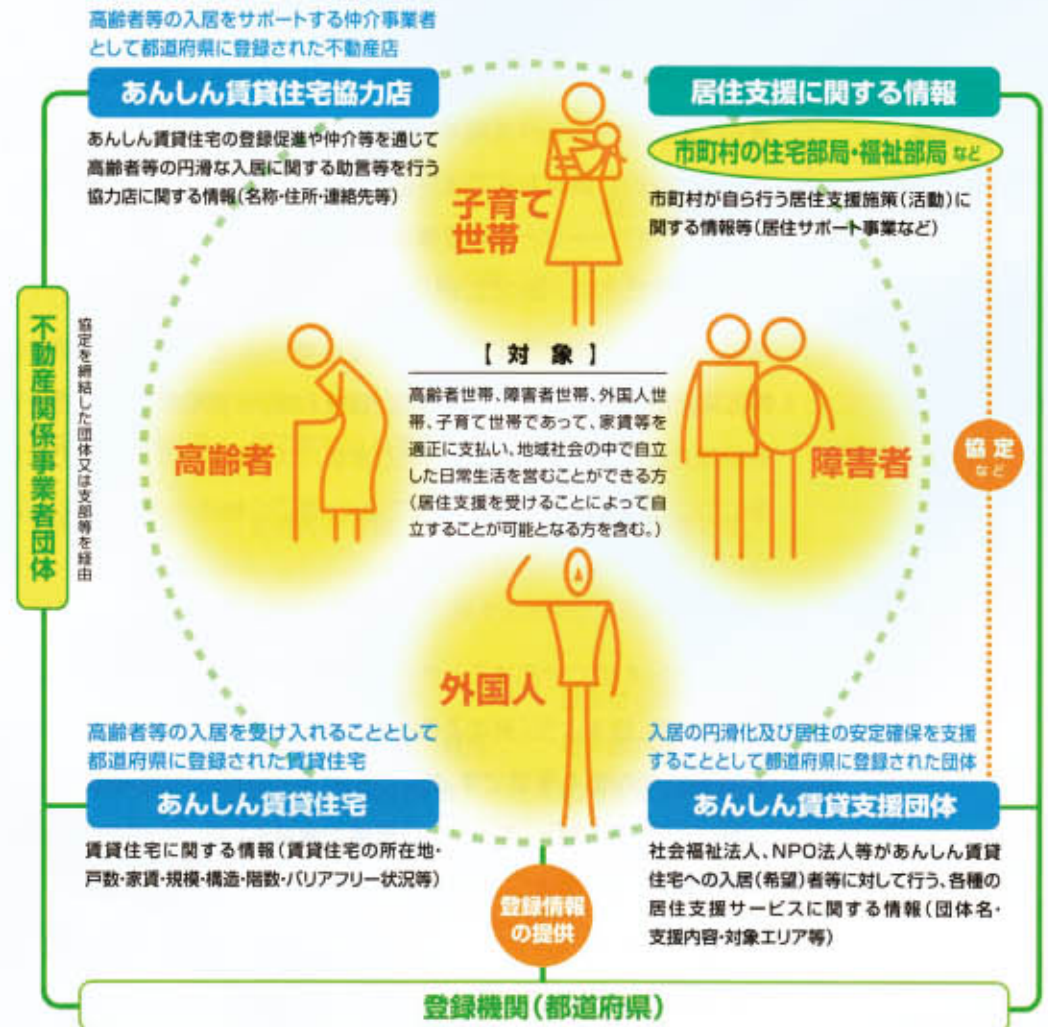 高齢者等の入居をサポートする仲介事業者
として都道府県に登録された不動産店
あんしん賃貸住宅協力店
あんしん賃貸住宅の登録促進や仲介等を通じて
高齢者等の円滑な入居に関する助言等を行う
協力店に関する情報(名称・住所・連絡先等)
居住支援に関する情報
市町村の住宅部局・福祉部局 など
市町村が自ら行う居住支援施策(活動)に
関する情報等(居住サポート事業など)
子育て
世帯
不動産関係事業者団体
協定を締結した団体又は支部等を経由
高齢者
【対 象】
高齢者世帯、障害者世帯、外国人世
帯、子育て世帯であって、家賃等を
適正に支払い、地域社会の中で自立
した日常生活を営むことができる方
(居住支援を受けることによって自
立することが可能となる方を含む。)
障害者
協定
など
外国人
高齢者等の入居を受け入れることとして
都道府県に登録された賃貸住宅
あんしん賃貸住宅
賃貸住宅に関する情報(賃貸住宅の所在地・
戸数・家賃・規模・構造・階数・バリアフリー状況等)
入居の円滑化及び居住の安定確保を支援
することとして都道府県に登録された団体
あんしん賃貸支援団体
社会福祉法人、NPO法人等があんしん賃貸
住宅への入居(希望)者等に対して行う、各種の
居住支援サービスに関する情報(団体名・
支援内容・対象エリア等)
登録情報
の提供
登録機関(都道府県)